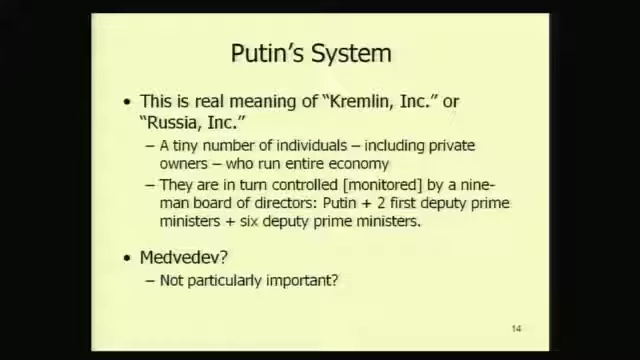 Putin's System
• This is real meaning of "Kremlin, Inc." or
"Russia, Inc."
– A tiny number of individuals – including private
owners – who run entire economy
– They are in turn controlled [monitored] by a nine-
man board of directors: Putin + 2 first deputy prime
ministers + six deputy prime ministers.
• Medvedev?
– Not particularly important?
14